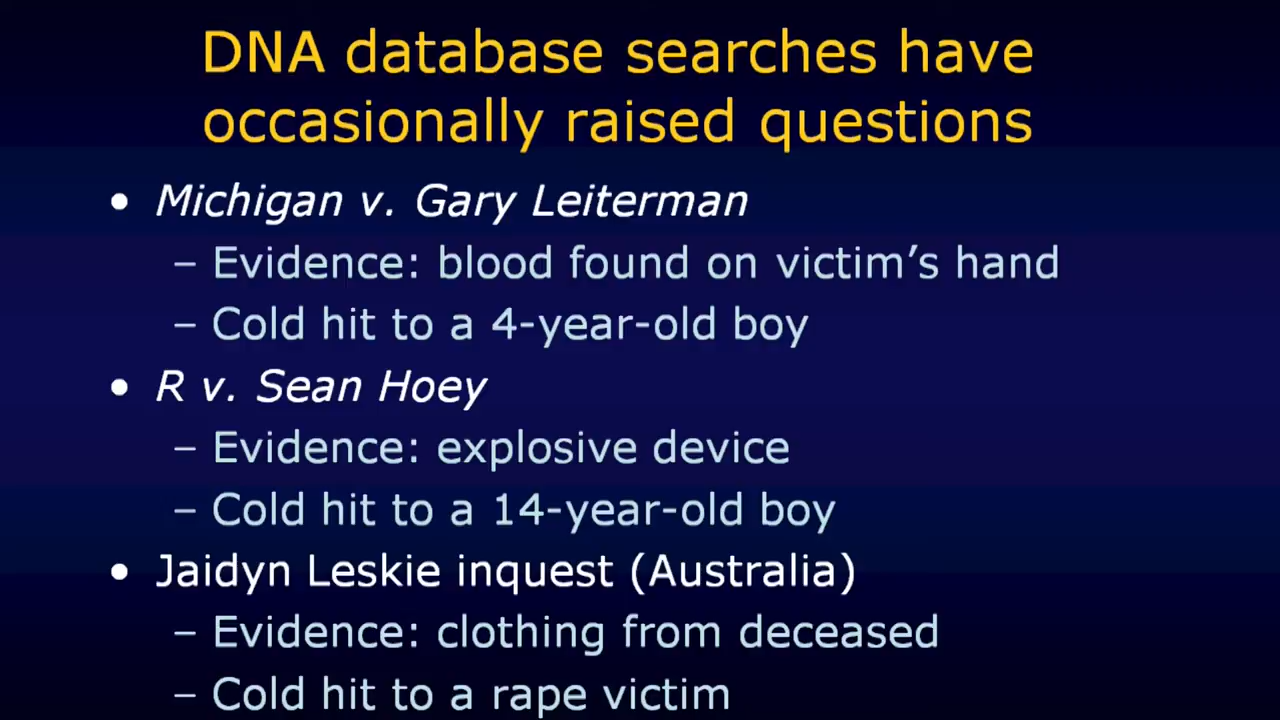 DNA database searches have
occasionally raised questions
• Michigan v. Gary Leiterman
– Evidence: blood found on victim’s hand
– Cold hit to a 4-year-old boy
• R v. Sean Hoey
– Evidence: explosive device
– Cold hit to a 14-year-old boy
• Jaidyn Leskie inquest (Australia)
– Evidence: clothing from deceased
– Cold hit to a rape victim